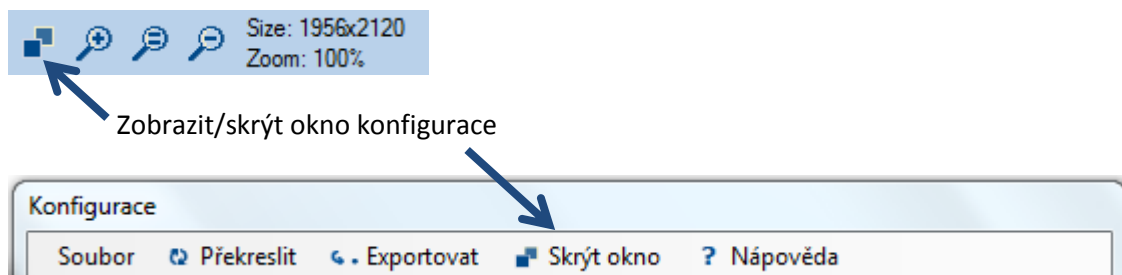 Size: 1956x2120
Zoom: 100%
Zobrazit/skrýt okno konfigurace
Konfigurace
Soubor Překreslit Exportovat Skrýt okno ? Nápověda